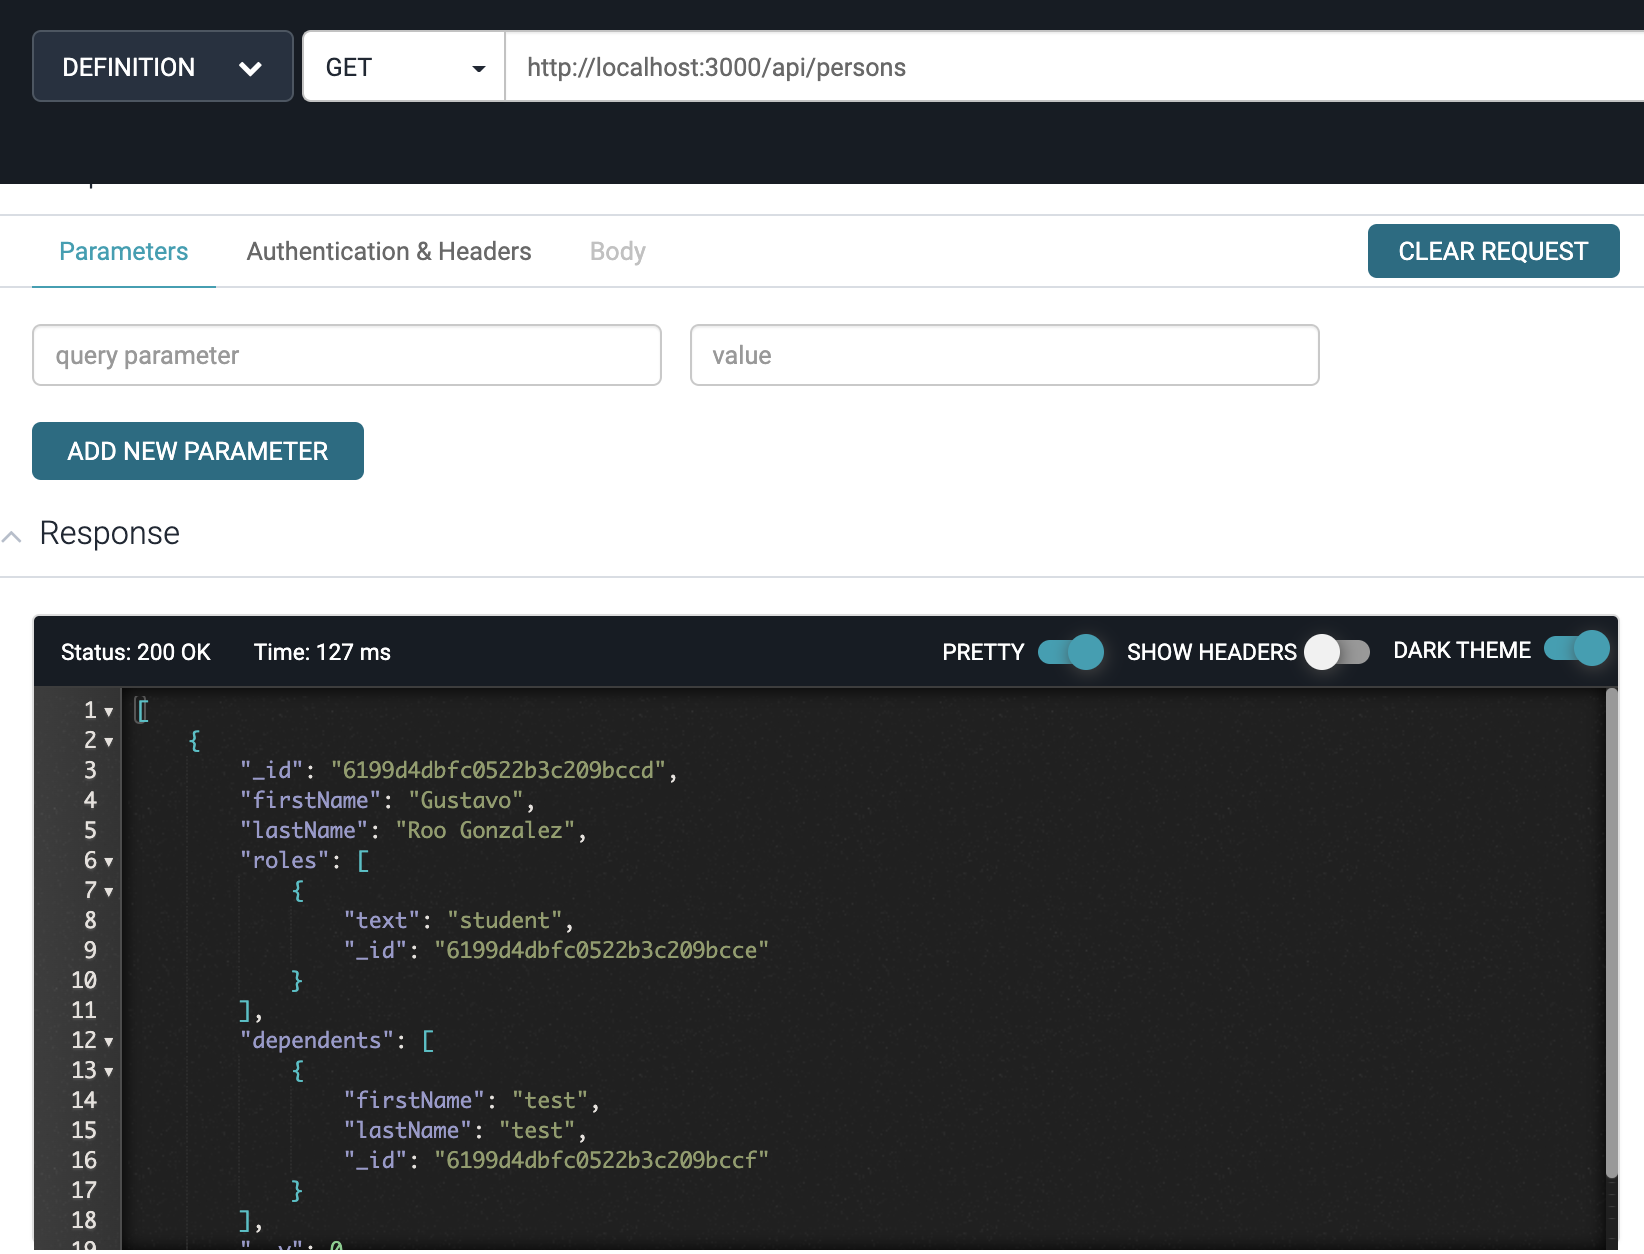 DEFINITION GET http://localhost:3000/api/persons
Parameters Authentication & Headers Body CLEAR REQUEST
query parameter value
ADD NEW PARAMETER
Response
Status: 200 OK Time: 127 ms PRETTY SHOW HEADERS DARK THEME
1 [
2 {
3 "_id": "6199d4dbfc0522b3c209bccd",
4 "firstName": "Gustavo",
5 "lastName": "Roo Gonzalez",
6 "roles": [
7 {
8 "text": "student",
9 "_id": "6199d4dbfc0522b3c209bcce"
10 }
11 ],
12 "dependents": [
13 {
14 "firstName": "test",
15 "lastName": "test",
16 "_id": "6199d4dbfc0522b3c209bccf"
17 }
18 ],
19 "__v": 0